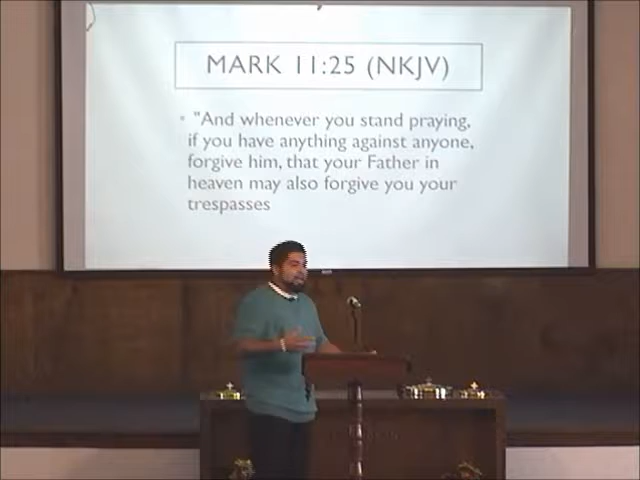 MARK 11:25 (NKJV)
"And whenever you stand praying,
if you have anything against anyone,
forgive him, that your Father in
heaven may also forgive you your
trespasses